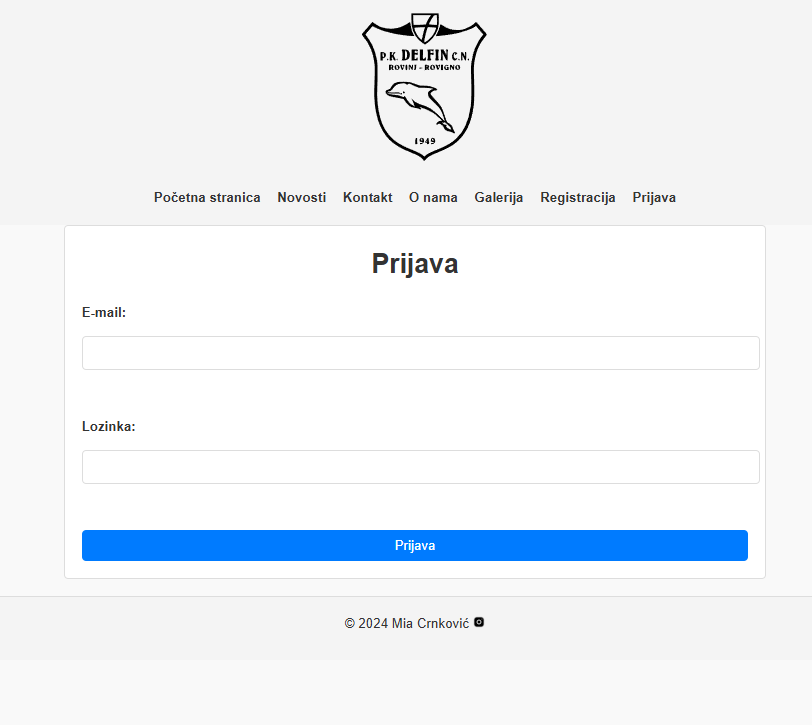 P.K. DELFIN C.N.
ROVINJ - ROVIGNO
1949
Početna stranica Novosti Kontakt O nama Galerija Registracija Prijava
Prijava
E-mail:
Lozinka:
Prijava
© 2024 Mia Crnković